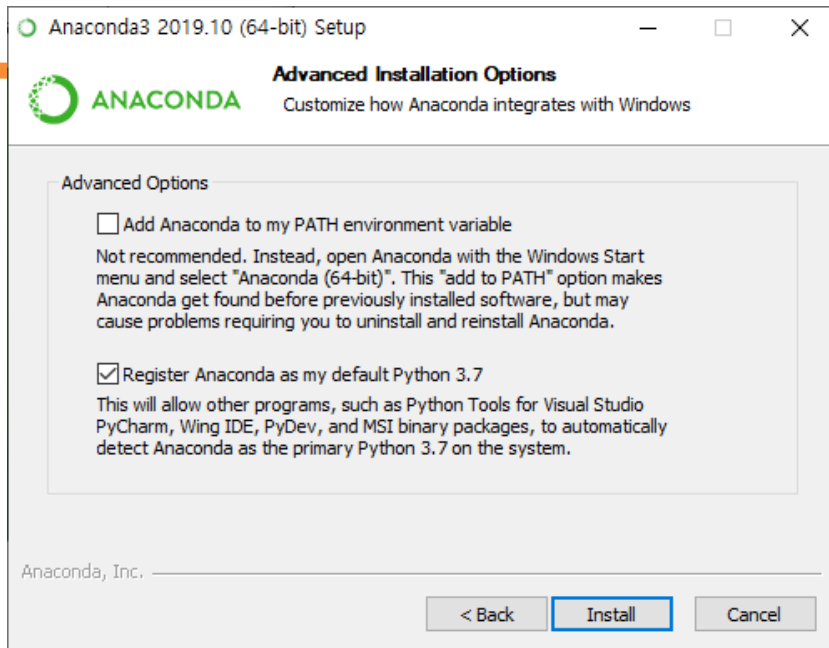 Anaconda3 2019.10 (64-bit) Setup
ANACONDA
Advanced Installation Options
Customize how Anaconda integrates with Windows
Advanced Options
Add Anaconda to my PATH environment variable
Not recommended. Instead, open Anaconda with the Windows Start
menu and select "Anaconda (64-bit)". This "add to PATH" option makes
Anaconda get found before previously installed software, but may
cause problems requiring you to uninstall and reinstall Anaconda.
Register Anaconda as my default Python 3.7
This will allow other programs, such as Python Tools for Visual Studio
PyCharm, Wing IDE, PyDev, and MSI binary packages, to automatically
detect Anaconda as the primary Python 3.7 on the system.
Anaconda, Inc.
< Back
Install
Cancel